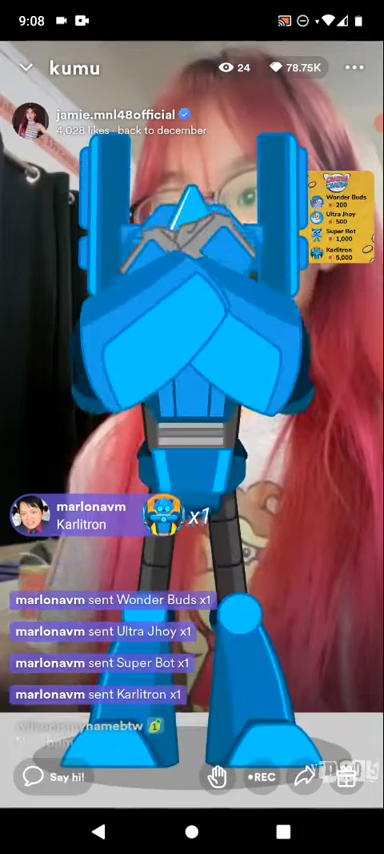 9:08
kumu
24
78.75K
jamie.mnl48official
4,028 likes · back to december
Wonder Buds
200
Ultra Jhoy
500
Super Bot
1,000
Karlitron
5,000
marlonavm
Karlitron
x1
marlonavm sent Wonder Buds x1
marlonavm sent Ultra Jhoy x1
marlonavm sent Super Bot x1
marlonavm sent Karlitron x1
Say hi!
•REC